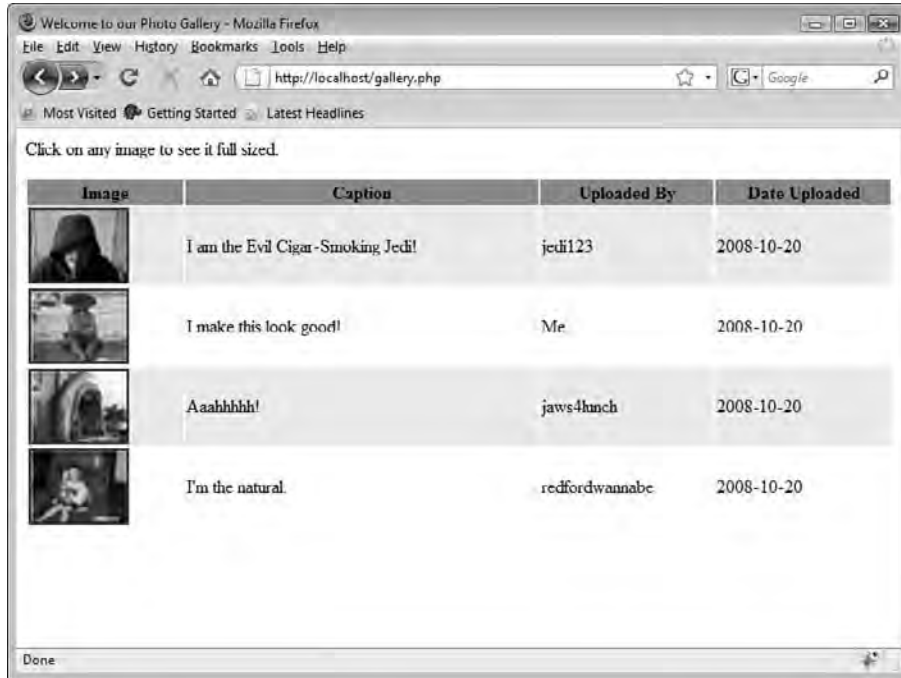 Welcome to our Photo Gallery - Mozilla Firefox
File Edit View History Bookmarks Tools Help
http://localhost/gallery.php
Google
Most Visited Getting Started Latest Headlines
Click on any image to see it full sized.
Image Caption Uploaded By Date Uploaded
I am the Evil Cigar-Smoking Jedi! jedi123 2008-10-20
I make this look good! Me 2008-10-20
Aaahhhhh! jaws4lunch 2008-10-20
I'm the natural. redfordwannabe 2008-10-20
Done